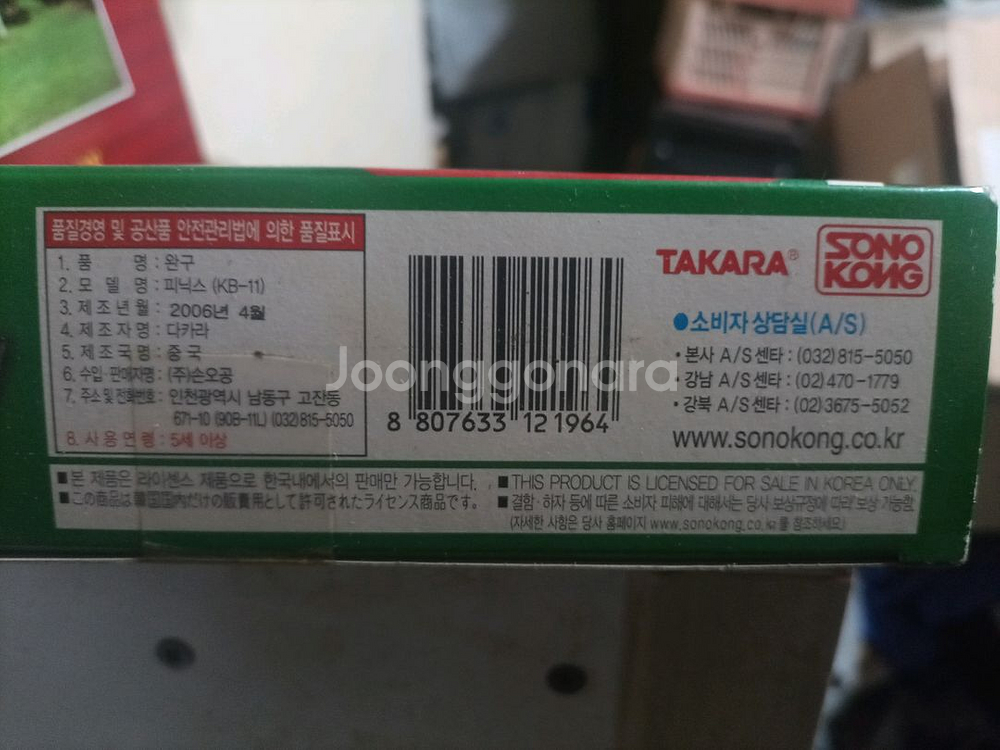 품질경영 및 공산품 안전관리법에 의한 품질표시
1. 품 명 : 완구
2. 모 델 명 : 피닉스 (KB-11)
3. 제 조 년 월 : 2006년 4월
4. 제 조 자 명 : 다카라
5. 제 조 국 명 : 중 국
6. 수입·판매자명 : (주)손오공
7. 주소 및 전화번호 : 인천광역시 남동구 고잔동
671-10 (90B-11L) (032)815-5050
8. 사 용 연 령 : 5세 이상
8 807633 121964
TAKARA®
SONO
KONG
●소비자 상담실(A/S)
·본사 A/S 센타 : (032)815-5050
·강남 A/S 센타 : (02)470-1779
·강북 A/S 센타 : (02)3675-5052
www.sonokong.co.kr
■본 제품은 라이센스 제품으로 한국내에서의 판매만 가능합니다.
■この商品は韓国国内だけの販費用として許可されたライセンス商品です。
■THIS PRODUCT IS LICENSED FOR SALE IN KOREA ONLY.
■결함·하자 등에 따른 소비자 피해에 대해서는 당사 보상규정에 따라 보상 가능함.
(자세한 사항은 당사 홈페이지 www.sonokong.co.kr를 참조하세요)
Joonggonara